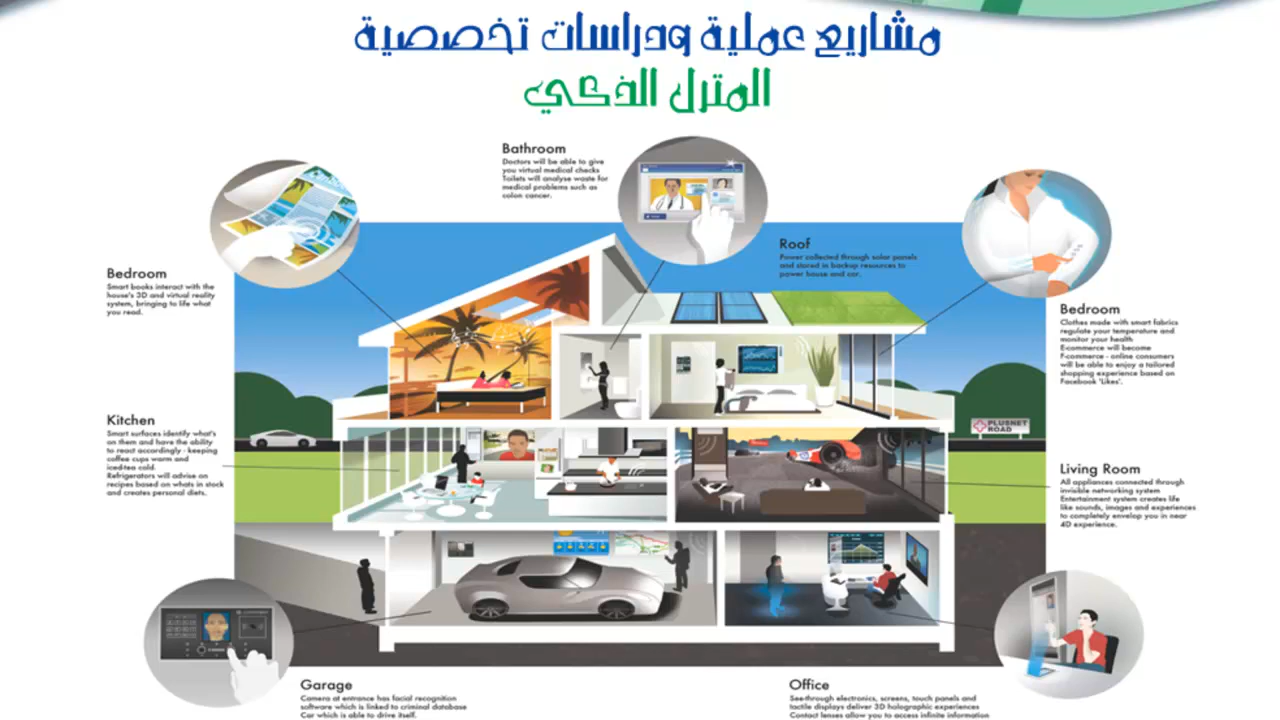 مشاريع عملية ودراسات تخصصية
المنزل الذكي
Bathroom
Doctors will be able to give
you virtual medical checks
Toilets will analyse waste for
medical problems such as
colon cancer.
Roof
Power collected through solar panels
and stored in backup resources to
power house and car.
Bedroom
Smart books interact with the
house's 3D and virtual reality
system, bringing to life what
you read.
Bedroom
Clothes made with smart fabrics
regulate your temperature and
monitor your health
E-commerce will become
F-commerce - online consumers
will be able to enjoy a tailored
shopping experience based on
Facebook 'Likes'.
Kitchen
Smart surfaces identify what's
on them and have the ability
to react accordingly - keeping
coffee cups warm and
iced-tea cold.
Refrigerators will advise on
recipes based on whats in stock
and creates personal diets.
PLUSNET
ROAD
Living Room
All appliances connected through
invisible networking system
Entertainment system creates life
like sounds, images and experiences
to completely envelop you in near
4D experience.
Garage
Camera at entrance has facial recognition
software which is linked to criminal database
Car which is able to drive itself.
Office
See-through electronics, screens, touch panels and
tactile displays deliver 3D holographic experiences
Contact lenses allow you to access infinite information